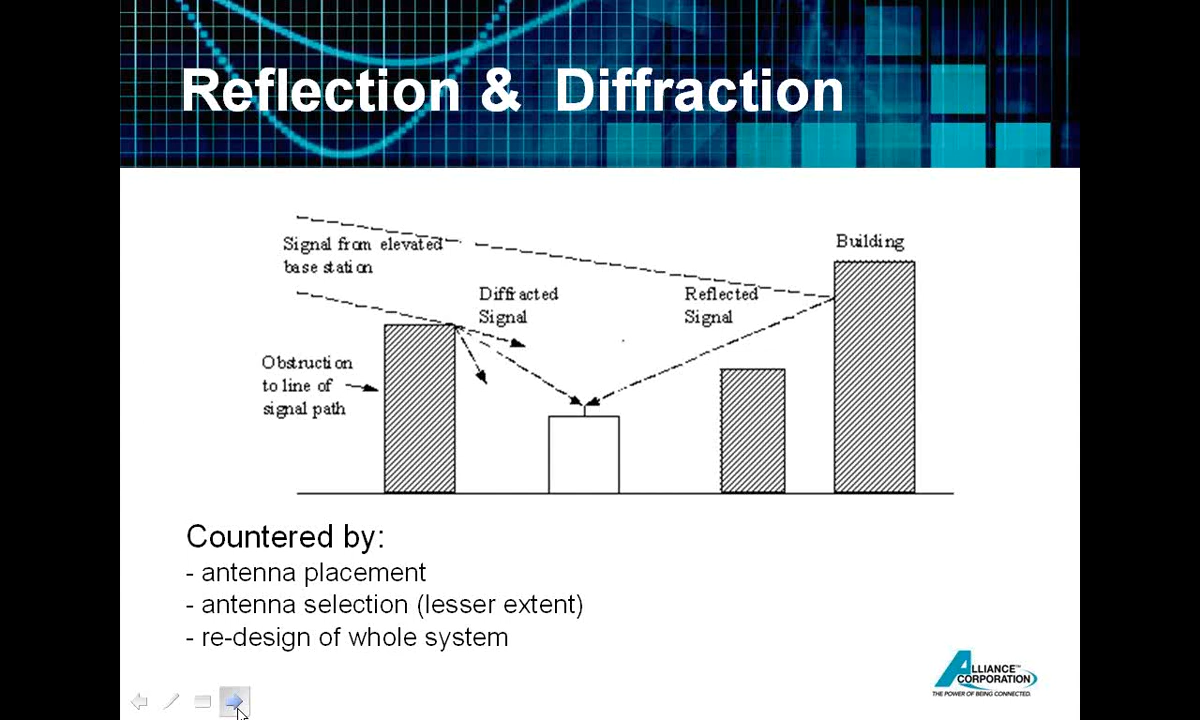 Reflection & Diffraction
Signal from elevated
base station
Building
Diffracted
Signal
Reflected
Signal
Obstruction
to line of
signal path
Countered by:
- antenna placement
- antenna selection (lesser extent)
- re-design of whole system
ALLIANCE™
CORPORATION
THE POWER OF BEING CONNECTED.